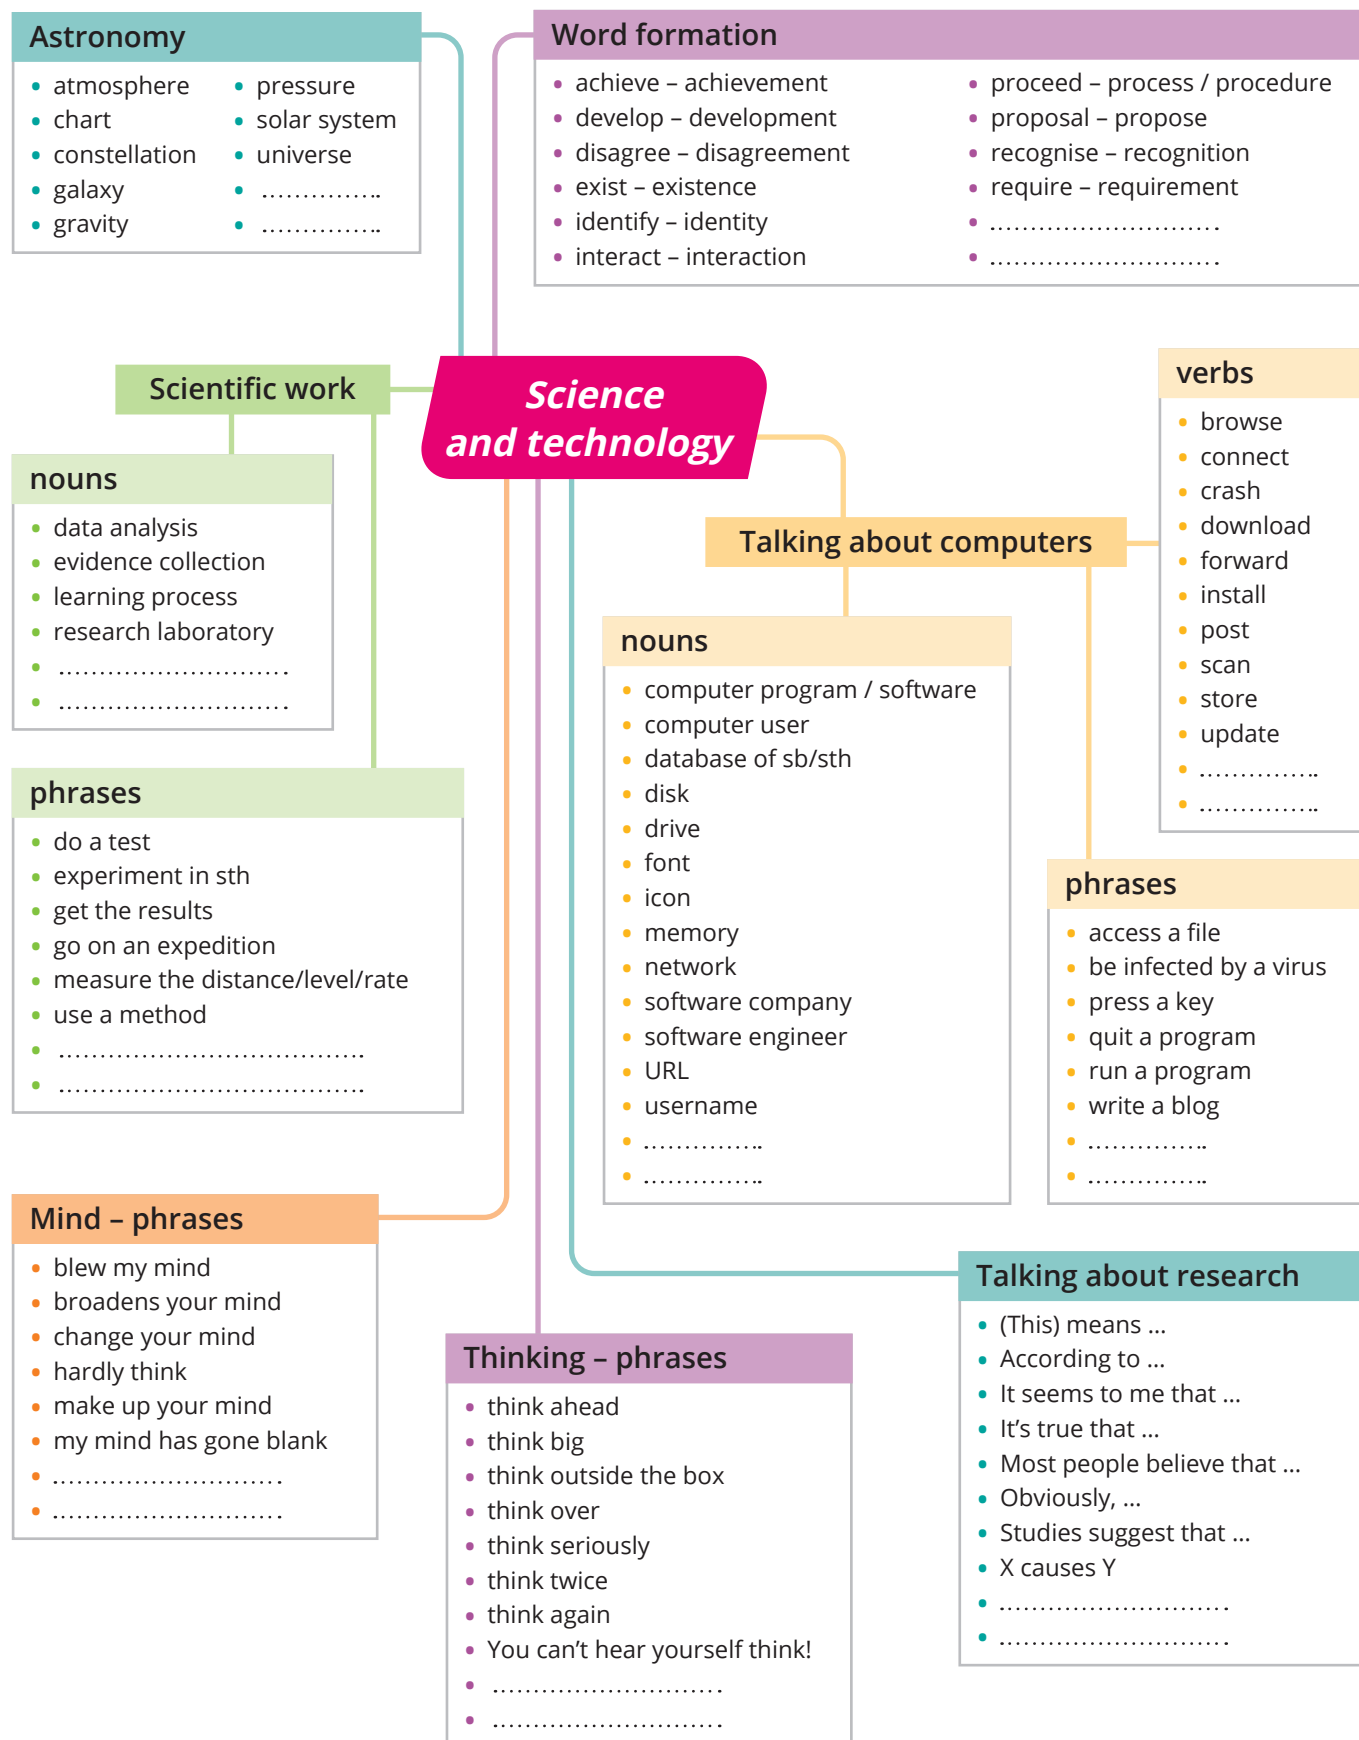 Astronomy
• atmosphere
• chart
• constellation
• galaxy
• gravity
• pressure
• solar system
• universe
• ...............
• ...............
Word formation
• achieve – achievement
• develop – development
• disagree – disagreement
• exist – existence
• identify – identity
• interact – interaction
• proceed – process / procedure
• proposal – propose
• recognise – recognition
• require – requirement
• ............................
• ............................
Science
and technology
Scientific work
nouns
• data analysis
• evidence collection
• learning process
• research laboratory
• ............................
• ............................
phrases
• do a test
• experiment in sth
• get the results
• go on an expedition
• measure the distance/level/rate
• use a method
• .....................................
• .....................................
Talking about computers
verbs
• browse
• connect
• crash
• download
• forward
• install
• post
• scan
• store
• update
• ...............
• ...............
nouns
• computer program / software
• computer user
• database of sb/sth
• disk
• drive
• font
• icon
• memory
• network
• software company
• software engineer
• URL
• username
• ...............
• ...............
phrases
• access a file
• be infected by a virus
• press a key
• quit a program
• run a program
• write a blog
• ...............
• ...............
Mind – phrases
• blew my mind
• broadens your mind
• change your mind
• hardly think
• make up your mind
• my mind has gone blank
• ............................
• ............................
Thinking – phrases
• think ahead
• think big
• think outside the box
• think over
• think seriously
• think twice
• think again
• You can’t hear yourself think!
• ............................
• ............................
Talking about research
• (This) means ...
• According to ...
• It seems to me that ...
• It’s true that ...
• Most people believe that ...
• Obviously, ...
• Studies suggest that ...
• X causes Y
• ............................
• ............................